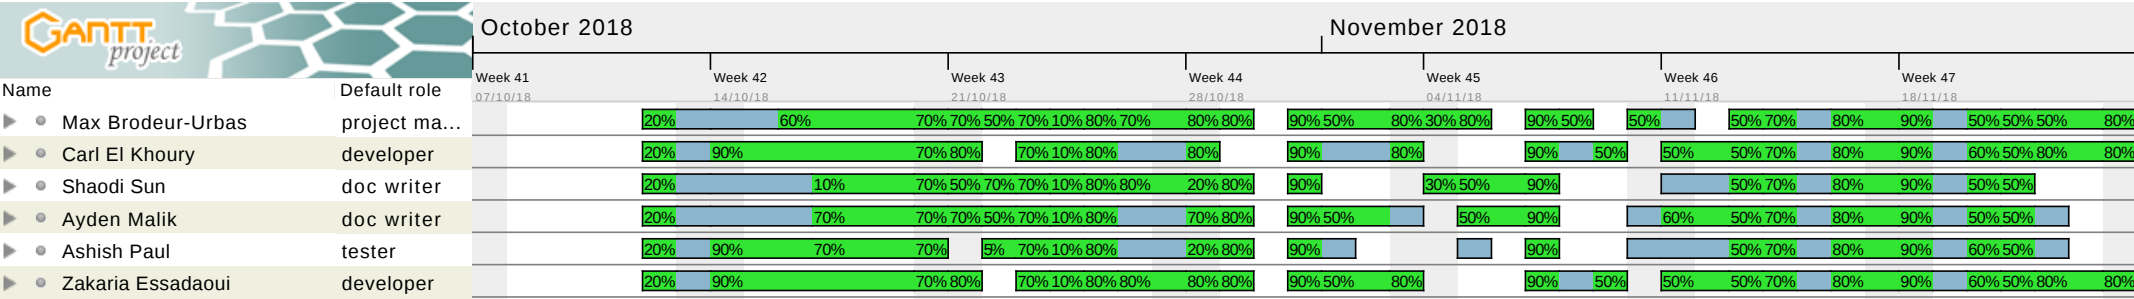 GANTT project
October 2018 November 2018
Week 41 Week 42 Week 43 Week 44 Week 45 Week 46 Week 47
Name Default role 07/10/18 14/10/18 21/10/18 28/10/18 04/11/18 11/11/18 18/11/18
Max Brodeur-Urbas project ma... 20% 60% 70% 70% 50% 70% 10% 80% 70% 80% 80% 90% 50% 80% 30% 80% 90% 50% 50% 50% 70% 80% 90% 50% 50% 50% 80%
Carl El Khoury developer 20% 90% 70% 80% 70% 10% 80% 80% 90% 80% 90% 50% 50% 50% 70% 80% 90% 60% 50% 80% 80%
Shaodi Sun doc writer 20% 10% 70% 50% 70% 70% 10% 80% 80% 20% 80% 90% 30% 50% 90% 50% 70% 80% 90% 50% 50%
Ayden Malik doc writer 20% 70% 70% 70% 50% 70% 10% 80% 70% 80% 90% 50% 50% 90% 60% 50% 70% 80% 90% 50% 50%
Ashish Paul tester 20% 90% 70% 70% 5% 70% 10% 80% 20% 80% 90% 90% 50% 70% 80% 90% 60% 50%
Zakaria Essadaoui developer 20% 90% 70% 80% 70% 10% 80% 80% 80% 80% 90% 50% 80% 90% 50% 50% 50% 70% 80% 90% 60% 50% 80% 80%